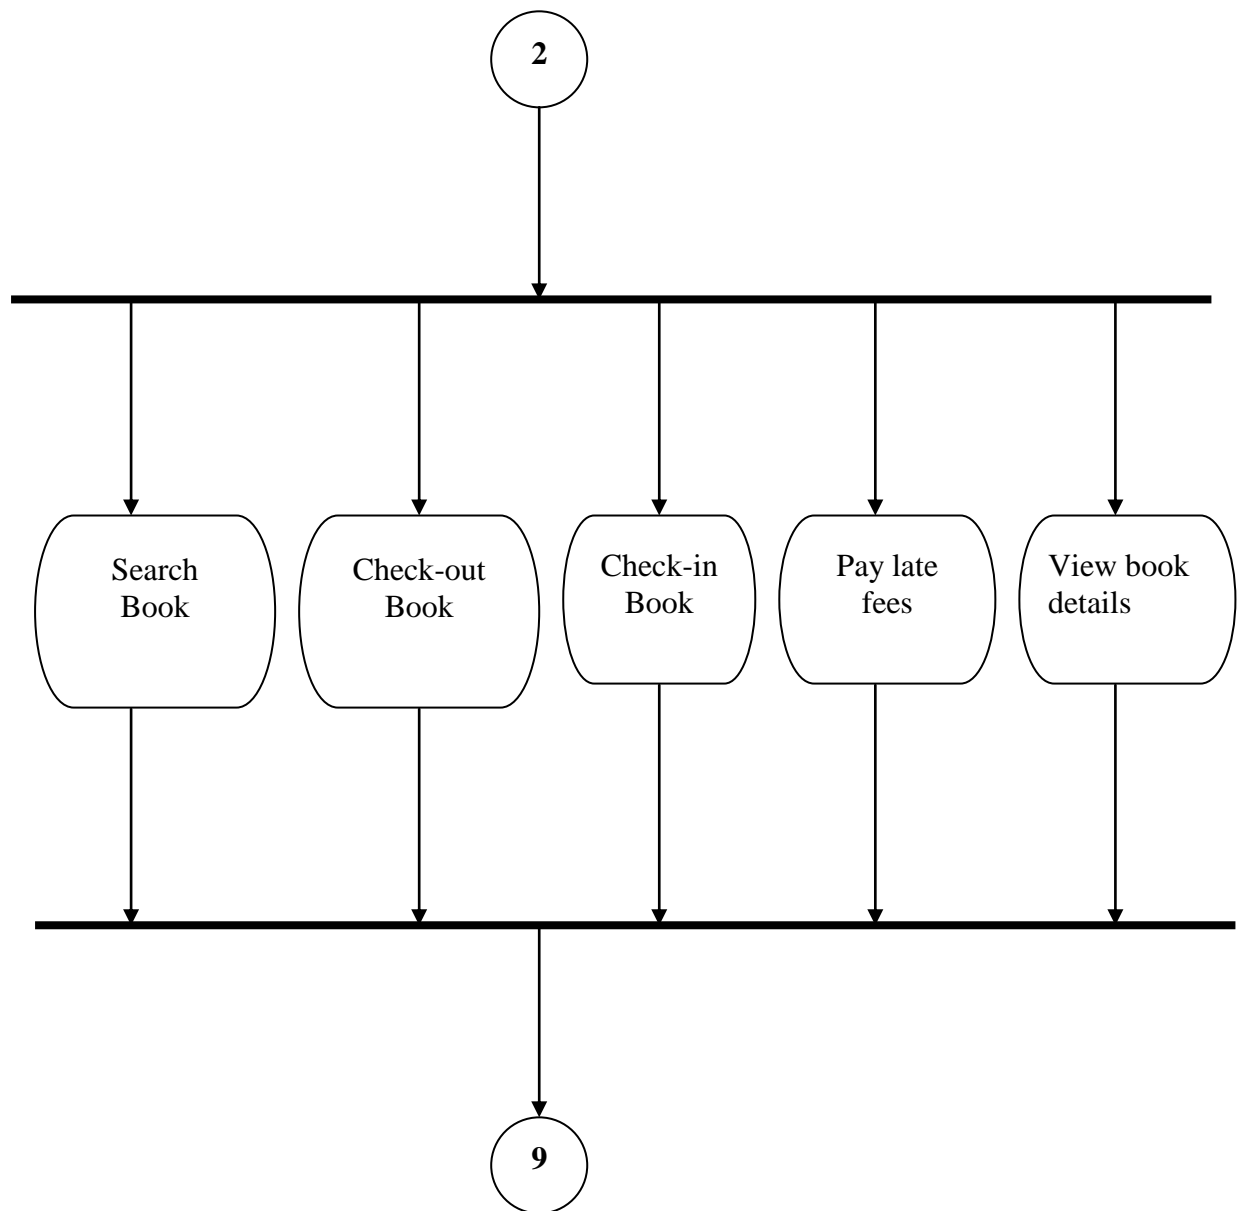 2
Search
Book
Check-out
Book
Check-in
Book
Pay late
fees
View book
details
9